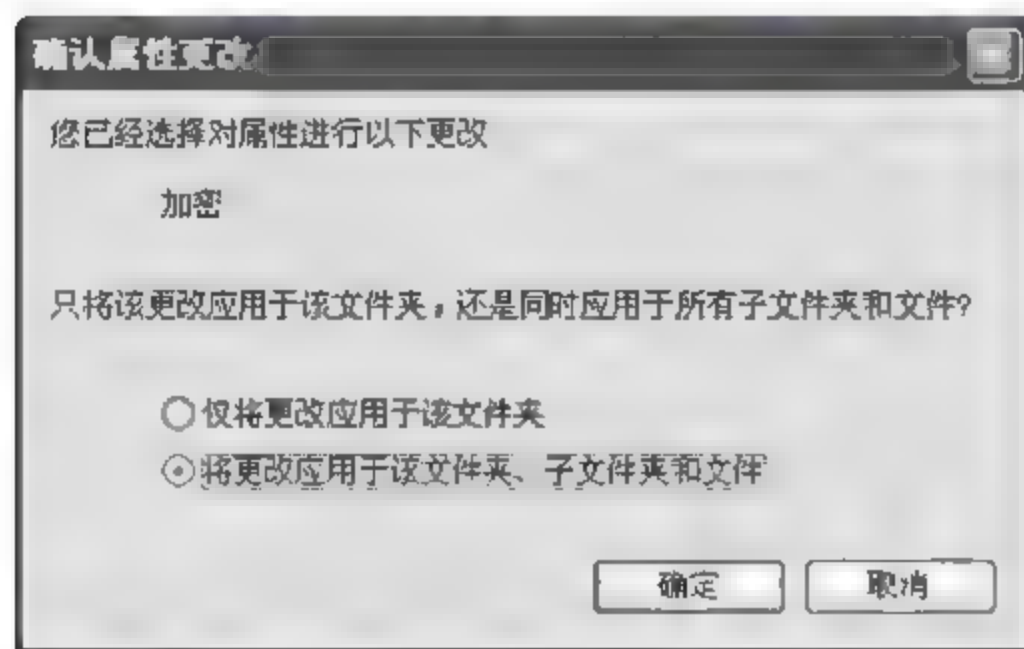 确认属性更改
您已经选择对属性进行以下更改
加密
只将该更改应用于该文件夹，还是同时应用于所有子文件夹和文件?
仅将更改应用于该文件夹
将更改应用于该文件夹、子文件夹和文件
确定
取消